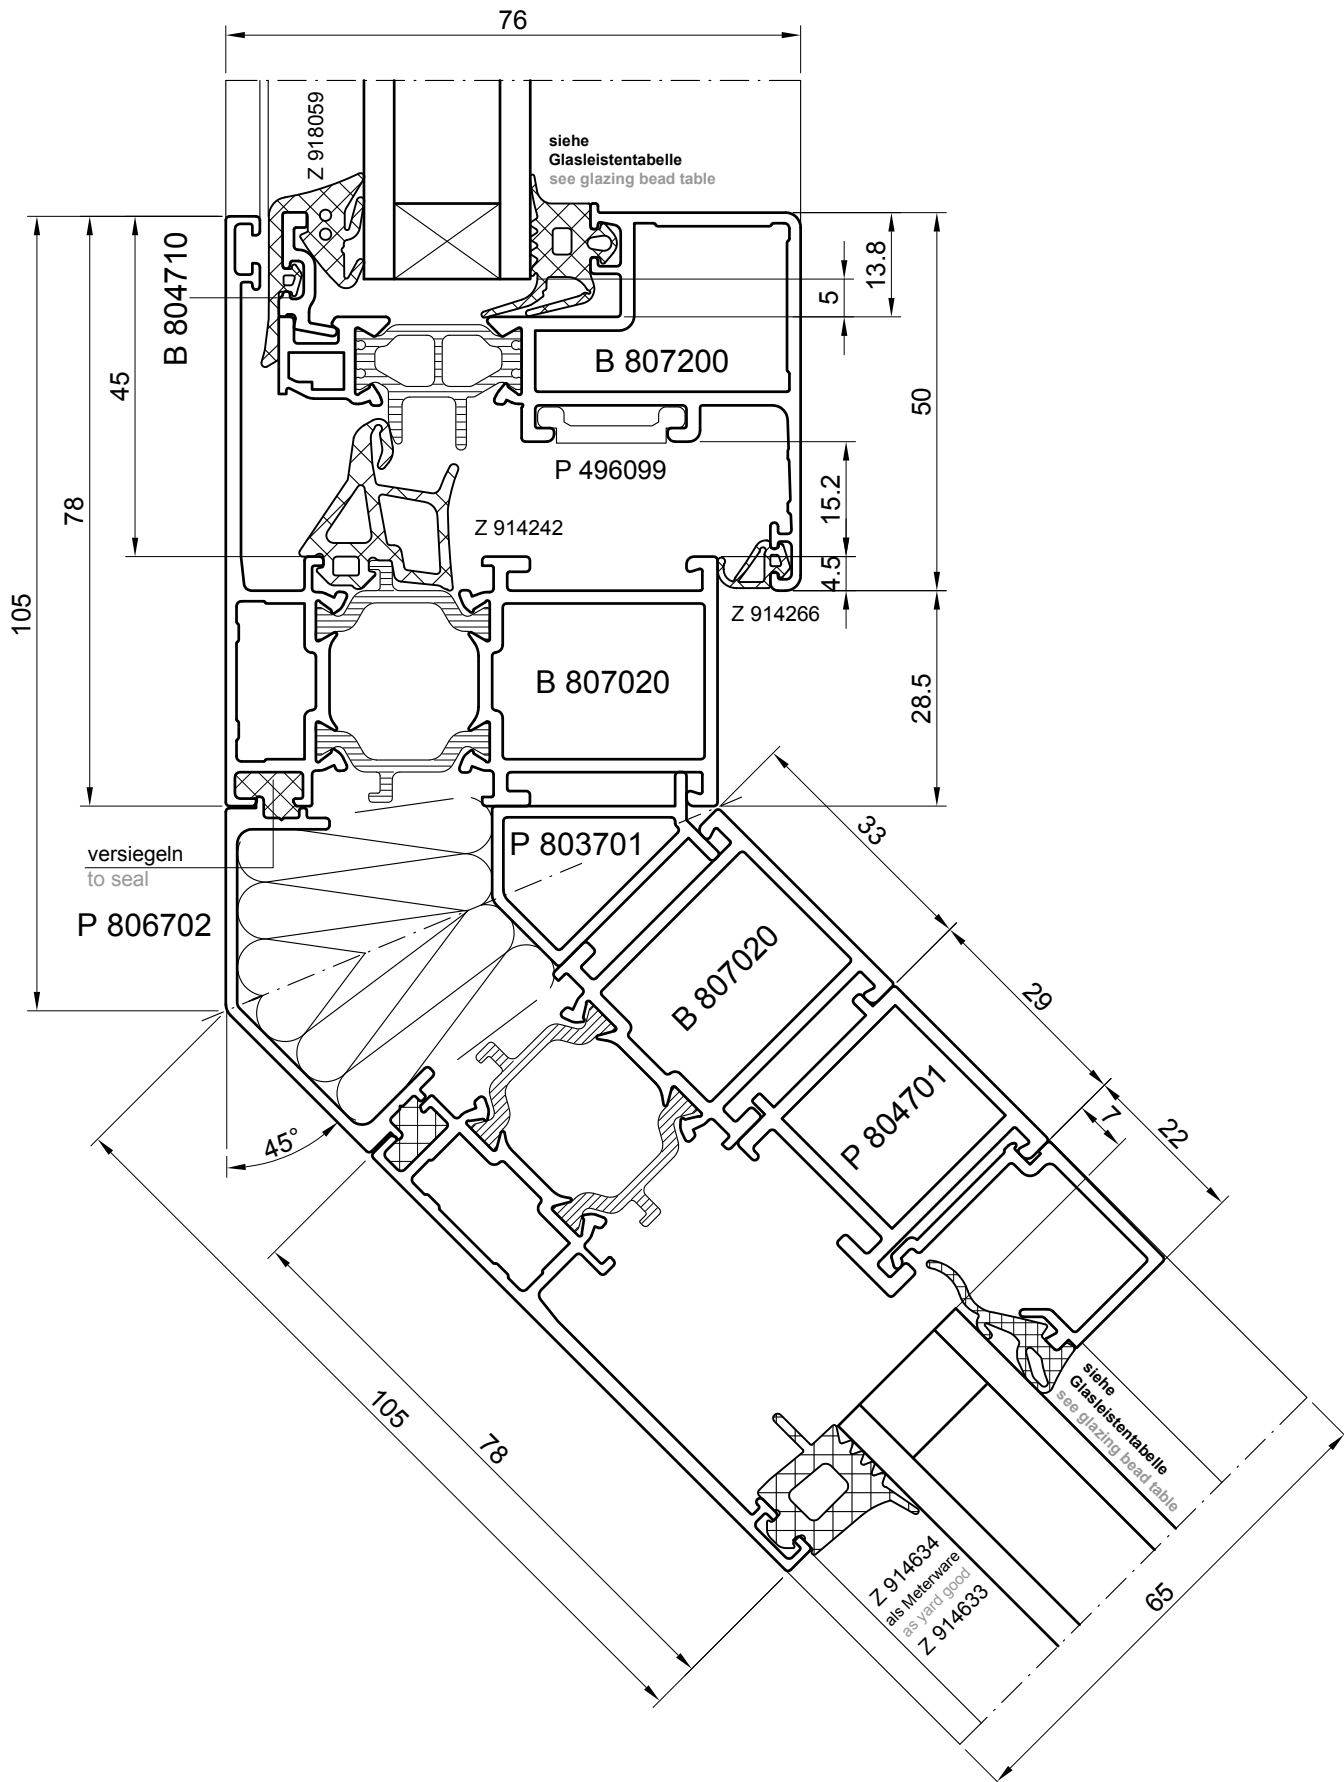 76
Z 918059
siehe
Glasleistentabelle
see glazing bead table
B 804710
13.8
5
B 807200
45
50
P 496099
78
15.2
Z 914242
4.5
105
Z 914266
B 807020
28.5
33
P 803701
versiegeln
to seal
P 806702
B 807020
29
P 804701
7
22
45°
105
78
siehe
Glasleistentabelle
see glazing bead table
Z 914634
als Meterware
as yard good
Z 914633
65